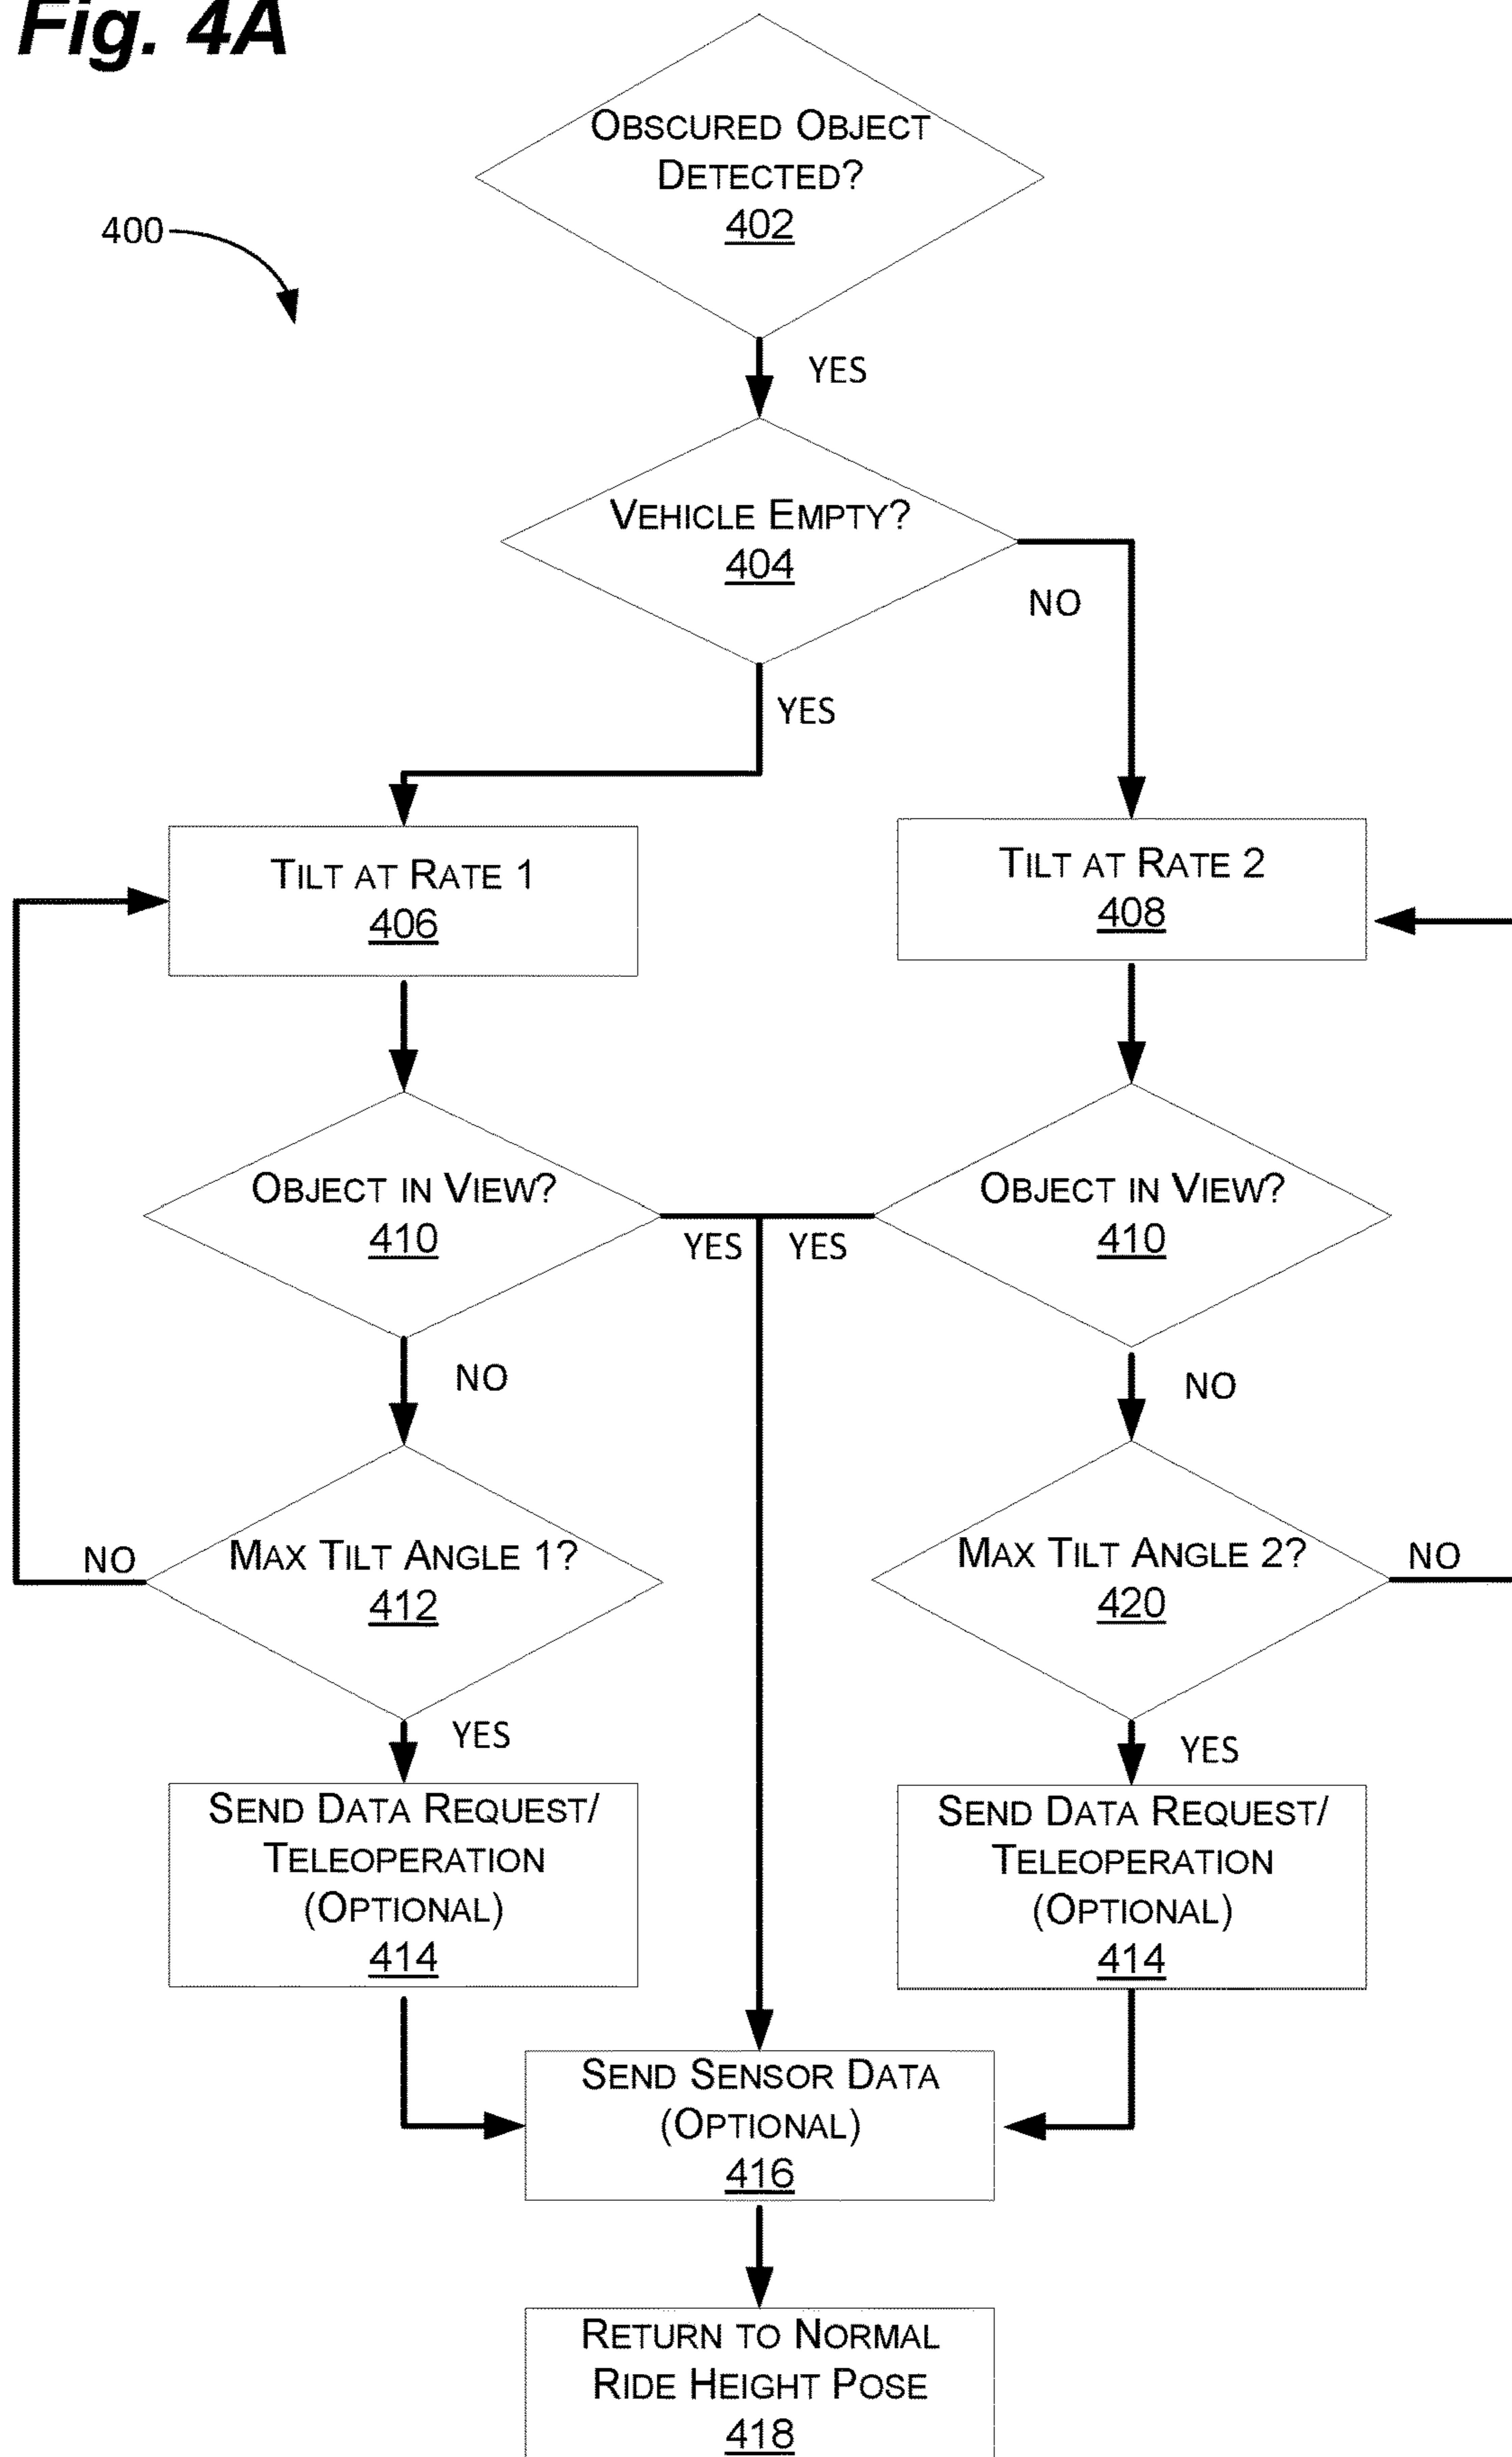 Fig. 4A
OBSCURED OBJECT
DETECTED?
402
400
YES
VEHICLE EMPTY?
404
NO
YES
TILT AT RATE 1
406
TILT AT RATE 2
408
OBJECT IN VIEW?
410
YES
YES
OBJECT IN VIEW?
410
NO
NO
MAX TILT ANGLE 1?
412
NO
MAX TILT ANGLE 2?
420
NO
YES
YES
SEND DATA REQUEST/
TELEOPERATION
(OPTIONAL)
414
SEND DATA REQUEST/
TELEOPERATION
(OPTIONAL)
414
SEND SENSOR DATA
(OPTIONAL)
416
RETURN TO NORMAL
RIDE HEIGHT POSE
418